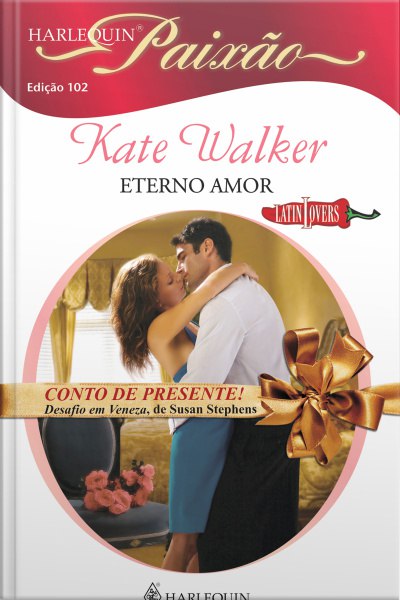 HARLEQUIN®
Paixão
Edição 102
Kate Walker
ETERNO AMOR
LATIN LOVERS
CONTO DE PRESENTE!
Desafio em Veneza, de Susan Stephens
HARLEQUIN